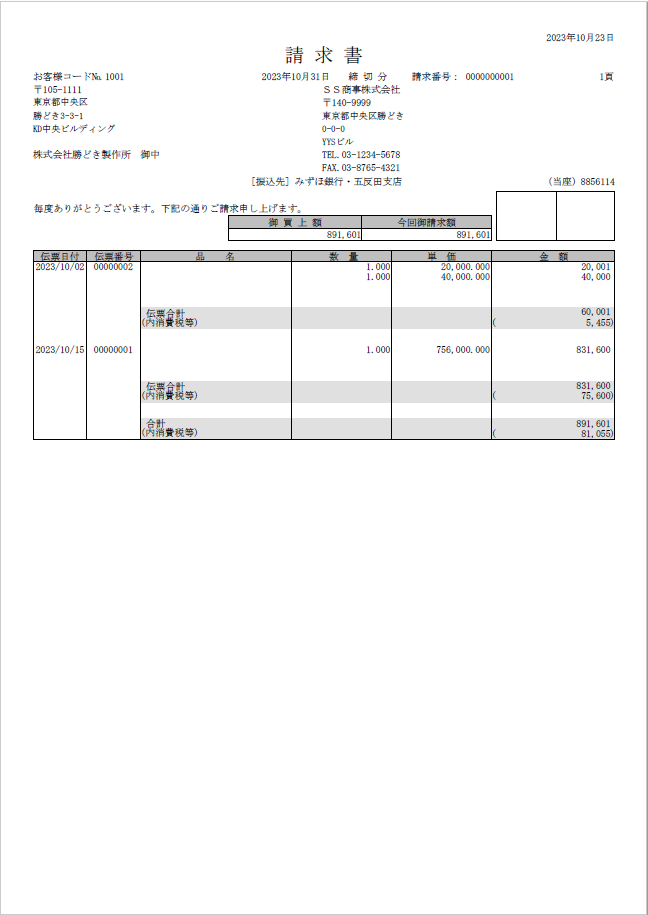 2023年10月23日
請 求 書
お客様コード№ 1001 2023年10月31日 締 切 分 請求番号： 0000000001 1頁
〒105-1111
東京都中央区
勝どき3-3-1
KD中央ビルディング
株式会社勝どき製作所 御中
ＳＳ商事株式会社
〒140-9999
東京都中央区勝どき
0-0-0
YYSビル
TEL.03-1234-5678
FAX.03-8765-4321
[振込先] みずほ銀行・五反田支店 (当座) 8856114
毎度ありがとうございます。下記の通りご請求申し上げます。
御 買 上 額 今回御請求額
891,601 891,601
伝票日付 伝票番号 品 名 数 量 単 価 金 額
2023/10/02 00000002 1.000 20,000.000 20,001
1.000 40,000.000 40,000
伝票合計 60,001
(内消費税等) ( 5,455)
2023/10/15 00000001 1.000 756,000.000 831,600
伝票合計 831,600
(内消費税等) ( 75,600)
合計 891,601
(内消費税等) ( 81,055)